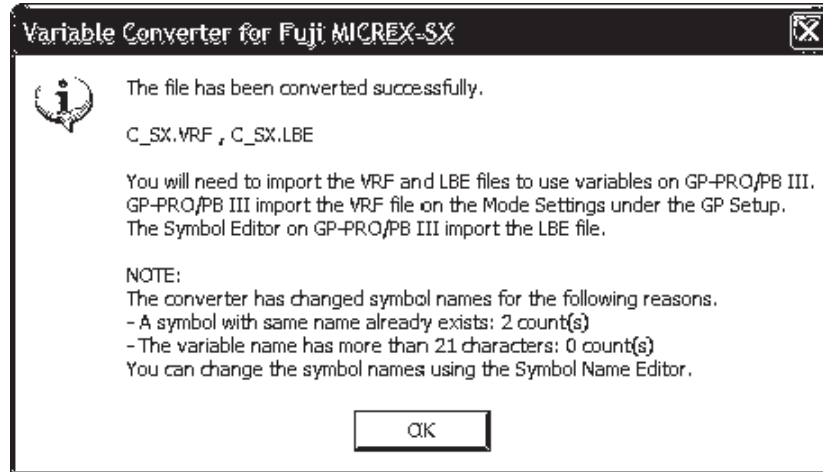 Variable Converter for Fuji MICREX-SX
The file has been converted successfully.
C_SX.VRF , C_SX.LBE
You will need to import the VRF and LBE files to use variables on GP-PRO/PB III.
GP-PRO/PB III import the VRF file on the Mode Settings under the GP Setup.
The Symbol Editor on GP-PRO/PB III import the LBE file.
NOTE:
The converter has changed symbol names for the following reasons.
- A symbol with same name already exists: 2 count(s)
- The variable name has more than 21 characters: 0 count(s)
You can change the symbol names using the Symbol Name Editor.
OK